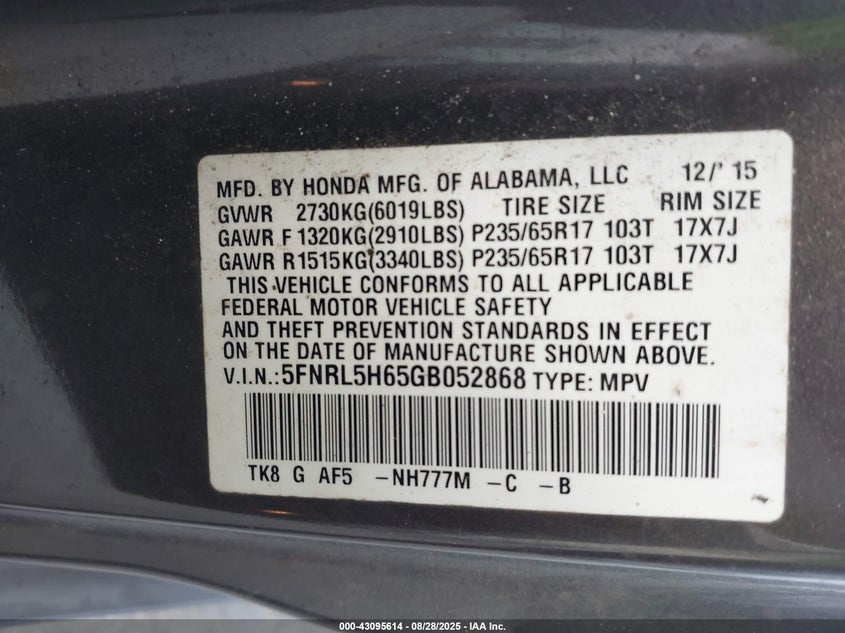 MFD. BY HONDA MFG. OF ALABAMA, LLC 12/' 15
GVWR 2730KG(6019LBS) TIRE SIZE RIM SIZE
GAWR F 1320KG(2910LBS) P235/65R17 103T 17X7J
GAWR R1515KG(3340LBS) P235/65R17 103T 17X7J
THIS VEHICLE CONFORMS TO ALL APPLICABLE
FEDERAL MOTOR VEHICLE SAFETY
AND THEFT PREVENTION STANDARDS IN EFFECT
ON THE DATE OF MANUFACTURE SHOWN ABOVE.
V.I.N.:5FNRL5H65GB052868 TYPE: MPV
TK8 G AF5 -NH777M -C -B
000-43095614 - 08/28/2025 - IAA Inc.